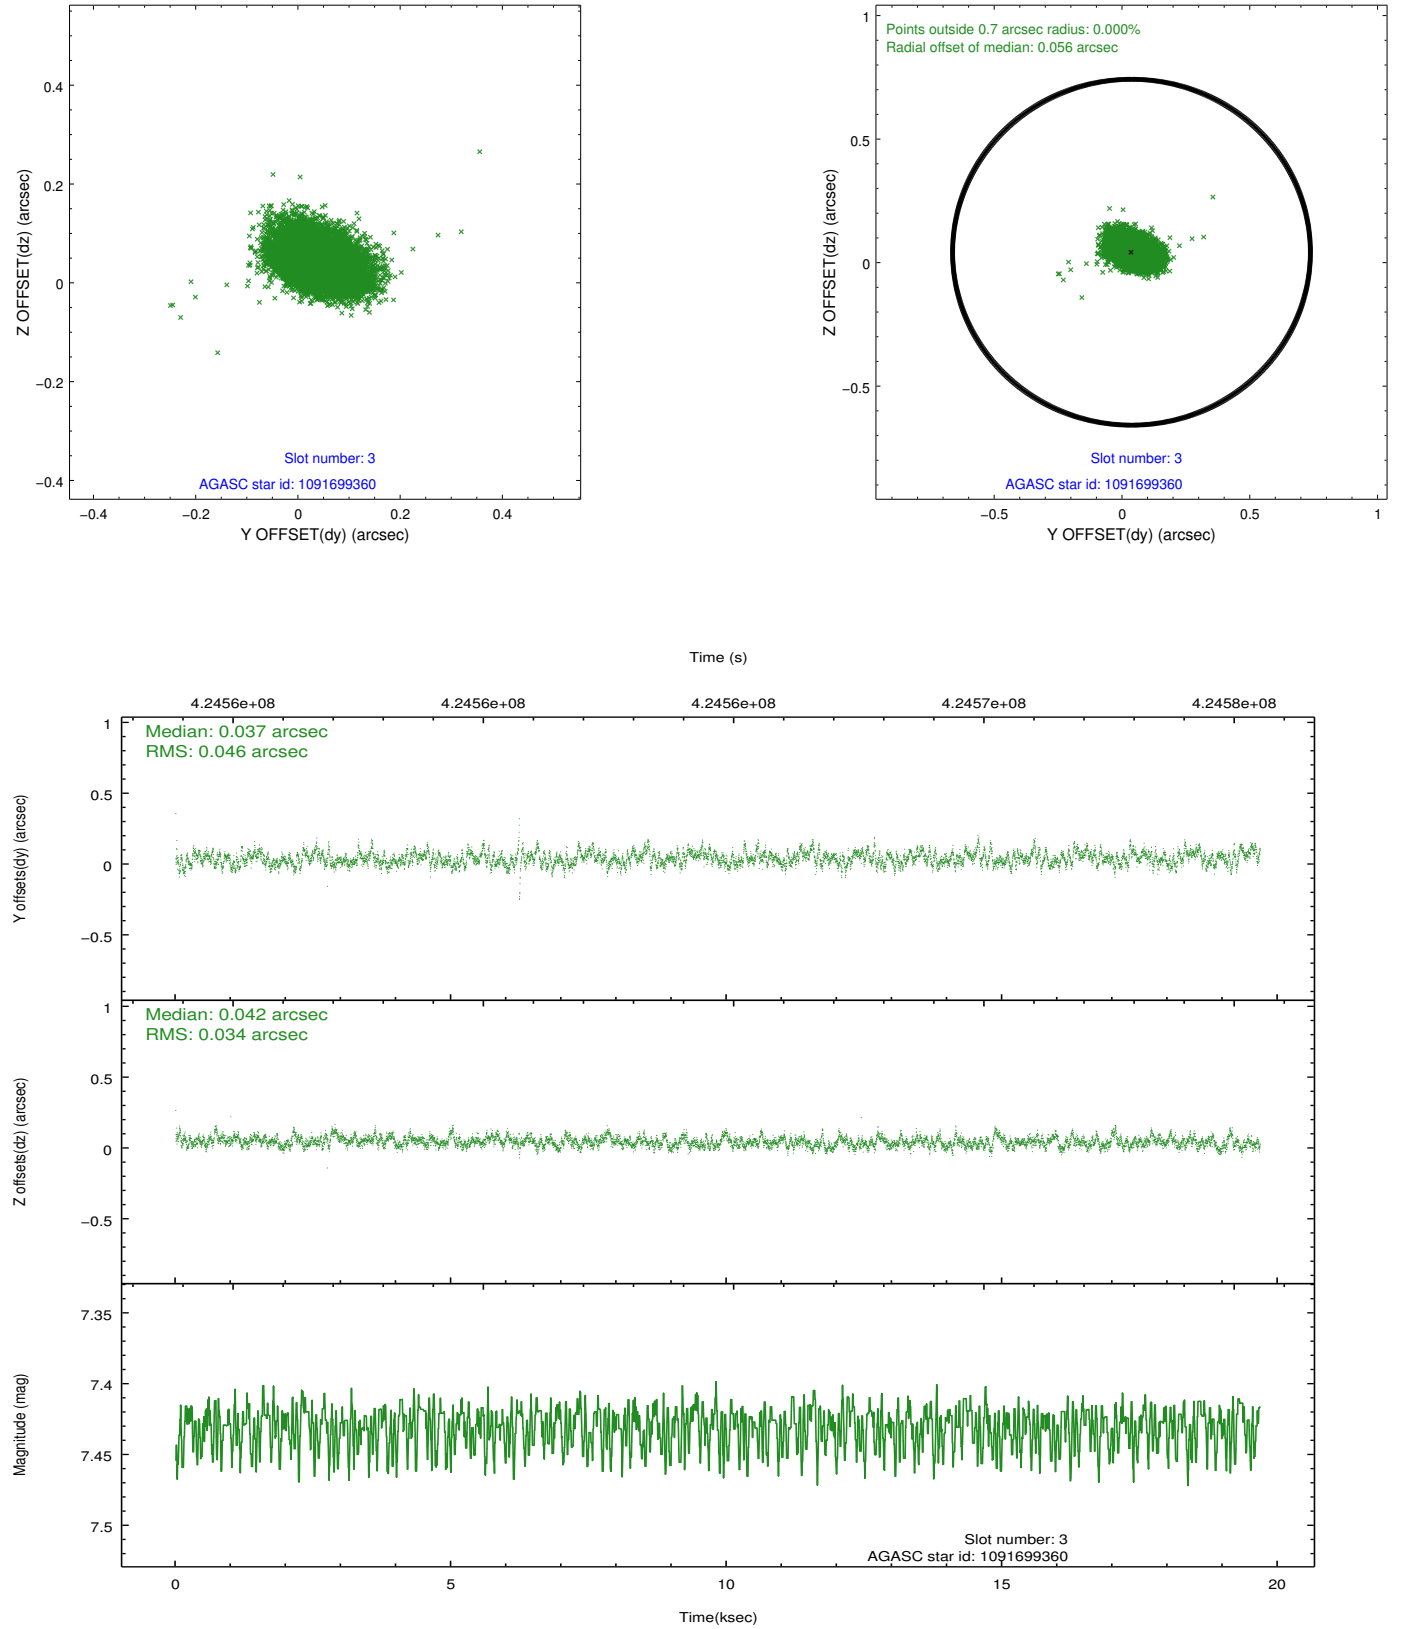 0.4
0.2
0
−0.2
−0.4
−0.4
−0.2
0
0.2
0.4
Z OFFSET(dz) (arcsec)
Y OFFSET(dy) (arcsec)
Slot number: 3
AGASC star id: 1091699360
Points outside 0.7 arcsec radius: 0.000%
Radial offset of median: 0.056 arcsec
1
0.5
0
−0.5
−0.5
0
0.5
1
Z OFFSET(dz) (arcsec)
Y OFFSET(dy) (arcsec)
Slot number: 3
AGASC star id: 1091699360
Time (s)
4.2456e+08
4.2456e+08
4.2456e+08
4.2457e+08
4.2458e+08
Median: 0.037 arcsec
RMS: 0.046 arcsec
1
0.5
0
−0.5
Y offsets(dy) (arcsec)
Median: 0.042 arcsec
RMS: 0.034 arcsec
1
0.5
0
−0.5
Z offsets(dz) (arcsec)
7.35
7.4
7.45
7.5
Magnitude (mag)
Slot number: 3
AGASC star id: 1091699360
0
5
10
15
20
Time(ksec)